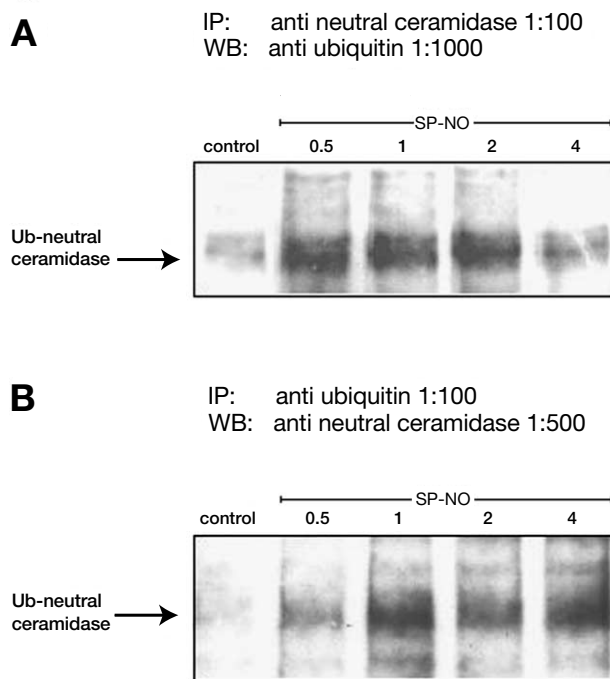 A
IP: anti neutral ceramidase 1:100
WB: anti ubiquitin 1:1000
SP-NO
control 0.5 1 2 4
Ub-neutral
ceramidase
B
IP: anti ubiquitin 1:100
WB: anti neutral ceramidase 1:500
SP-NO
control 0.5 1 2 4
Ub-neutral
ceramidase